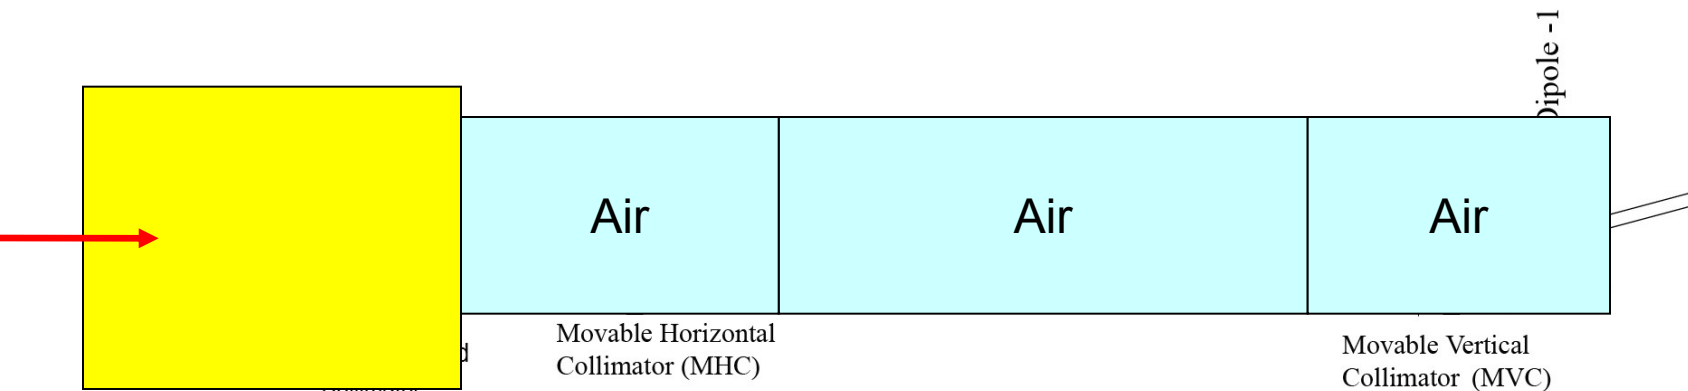 Dipole -1
Air
Air
Air
Movable Horizontal
Collimator (MHC)
Movable Vertical
Collimator (MVC)